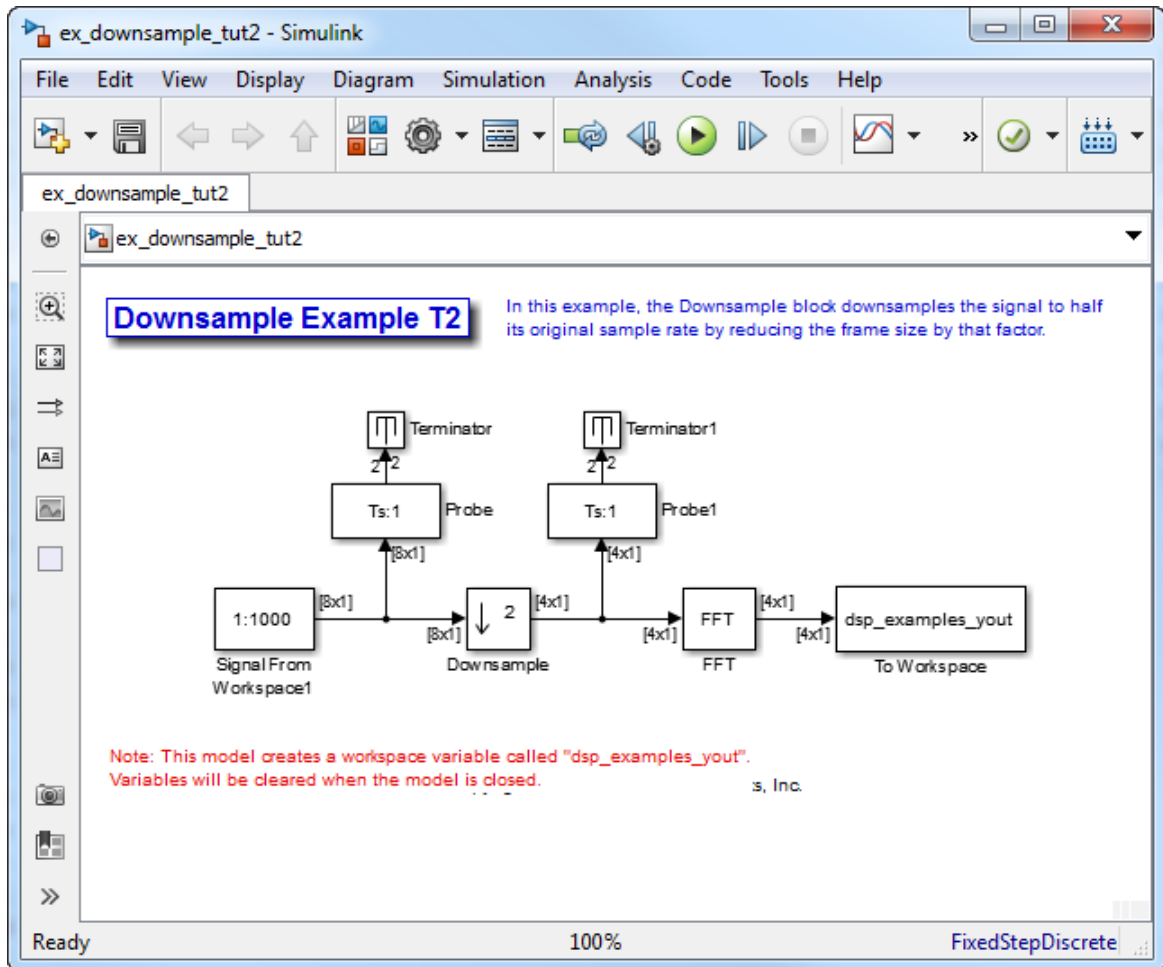 ex_downsample_tut2 - Simulink
File Edit View Display Diagram Simulation Analysis Code Tools Help
ex_downsample_tut2
ex_downsample_tut2
Downsample Example T2
In this example, the Downsample block downsamples the signal to half
its original sample rate by reducing the frame size by that factor.
Terminator
Terminator1
2 2
2 2
Ts:1
Probe
Ts:1
Probe1
[8x1]
[4x1]
1:1000
[8x1]
[8x1]
2
[4x1]
[4x1]
FFT
[4x1]
[4x1]
dsp_examples_yout
Signal From
Workspace1
Downsample
FFT
To Workspace
Note: This model creates a workspace variable called "dsp_examples_yout".
Variables will be cleared when the model is closed.
s, Inc.
Ready
100%
FixedStepDiscrete